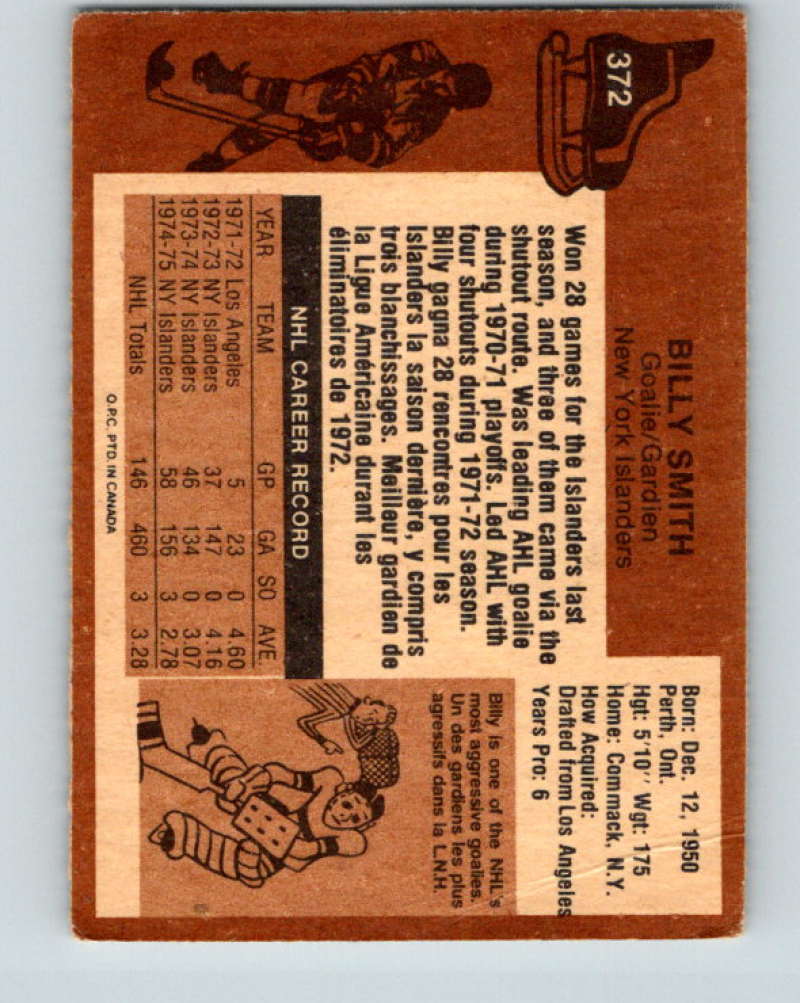 372
BILLY SMITH
Goalie/Gardien
New York Islanders
Won 28 games for the Islanders last
season, and three of them came via the
shutout route. Was leading AHL goalie
during 1970-71 playoffs. Led AHL with
four shutouts during 1971-72 season.
Billy gagna 28 rencontres pour les
Islanders la saison dernière, y compris
trois blanchissages. Meilleur gardien de
la Ligue Américaine durant les
éliminatoires de 1972.
NHL CAREER RECORD
YEAR TEAM GP GA SO AVE.
1971-72 Los Angeles 5 23 0 4.60
1972-73 NY Islanders 37 147 0 4.16
1973-74 NY Islanders 46 134 0 3.07
1974-75 NY Islanders 58 156 3 2.78
NHL Totals 146 460 3 3.28
O.P.C. PTD. IN CANADA
Born: Dec. 12, 1950
Perth, Ont.
Hgt: 5'10" Wgt: 175
Home: Commack, N.Y.
How Acquired:
Drafted from Los Angeles
Years Pro: 6
Billy is one of the NHL's
most aggressive goalies.
Un des gardiens les plus
agressifs dans la L.N.H.